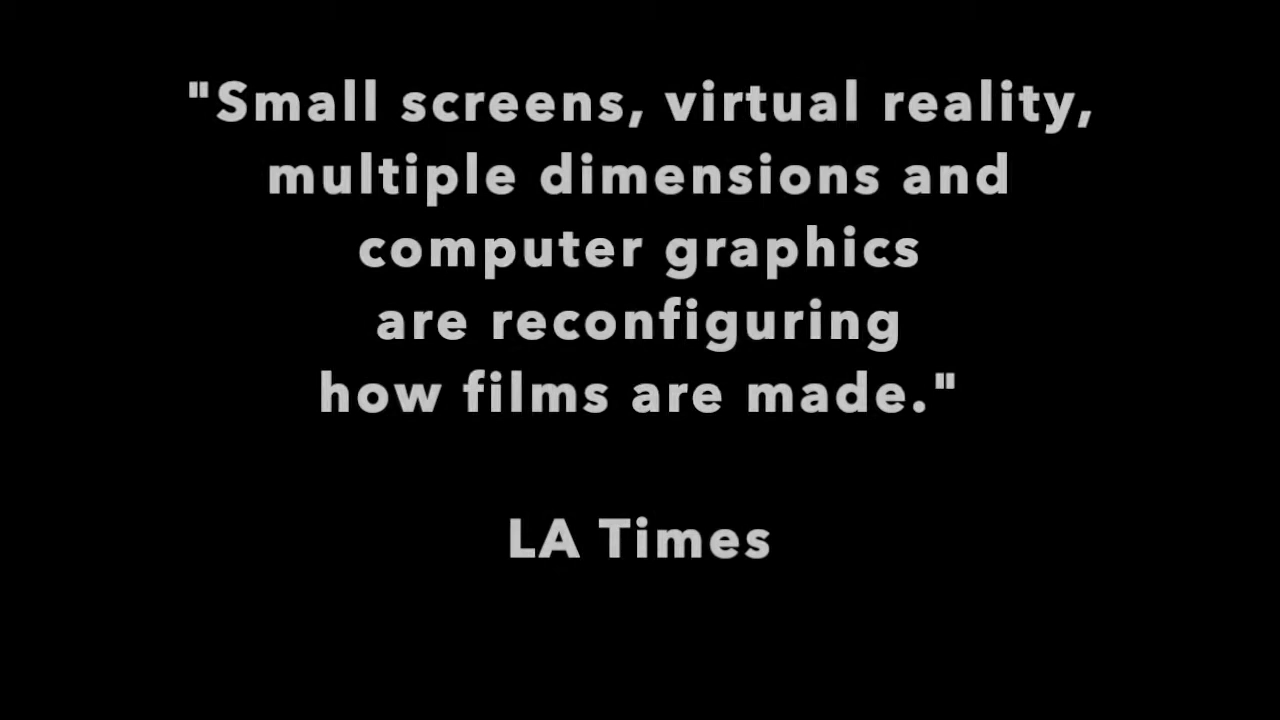 "Small screens, virtual reality,
multiple dimensions and
computer graphics
are reconfiguring
how films are made."
LA Times